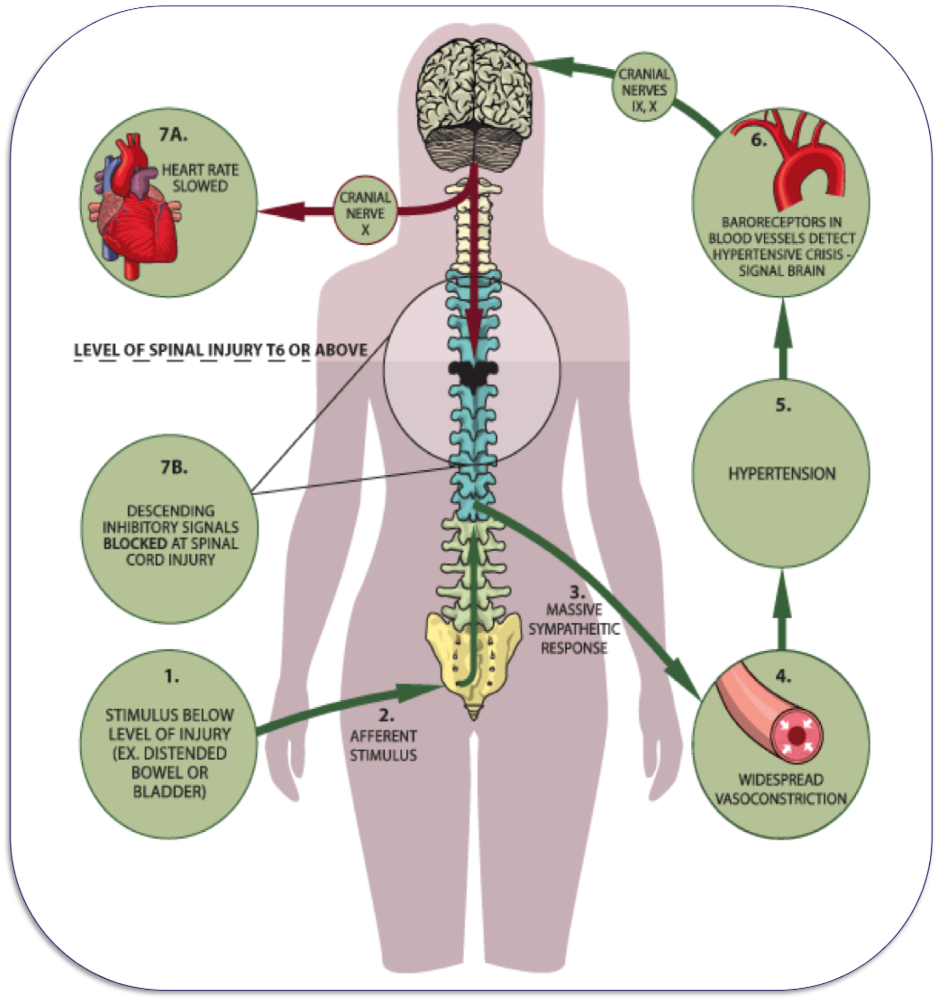 CRANIAL
NERVES
IX, X
7A.
HEART RATE
SLOWED
CRANIAL
NERVE
X
6.
BARORECEPTORS IN
BLOOD VESSELS DETECT
HYPERTENSIVE CRISIS -
SIGNAL BRAIN
LEVEL OF SPINAL INJURY T6 OR ABOVE
5.
HYPERTENSION
7B.
DESCENDING
INHIBITORY SIGNALS
BLOCKED AT SPINAL
CORD INJURY
3.
MASSIVE
SYMPATHEITIC
RESPONSE
1.
STIMULUS BELOW
LEVEL OF INJURY
(EX. DISTENDED
BOWEL OR
BLADDER)
2.
AFFERENT
STIMULUS
4.
WIDESPREAD
VASOCONSTRICTION